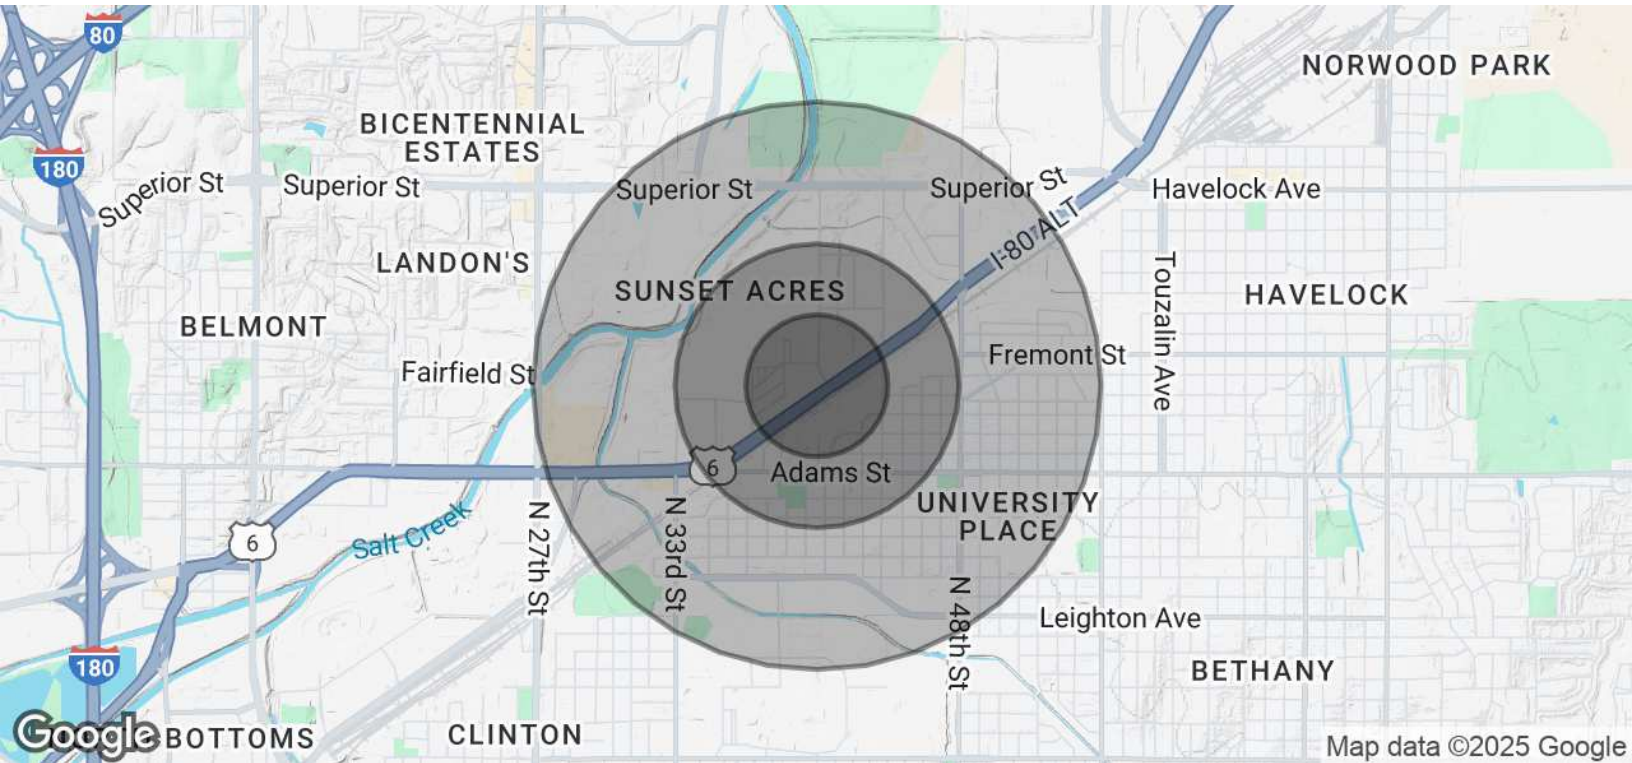 80
NORWOOD PARK
BICENTENNIAL
ESTATES
180
Superior St
Superior St
Superior St
Superior St
Havelock Ave
I-80 ALT
LANDON'S
SUNSET ACRES
Touzalin Ave
HAVELOCK
BELMONT
Fairfield St
Fremont St
6
Adams St
UNIVERSITY
PLACE
N 27th St
N 33rd St
Salt Creek
6
N 48th St
Leighton Ave
180
BETHANY
Google
BOTTOMS
CLINTON
Map data ©2025 Google